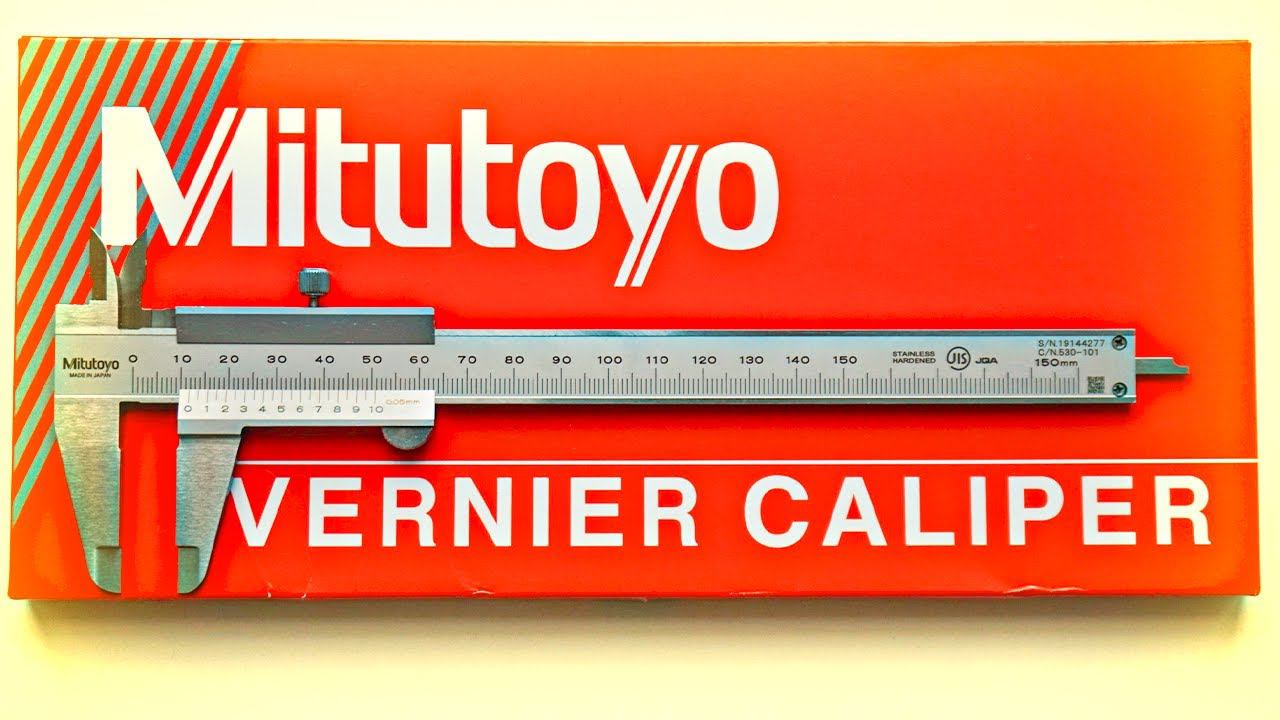 Mitutoyo
S/N.19144277
C/N.530-101
Mitutoyo 0 10 20 30 40 50 60 70 80 90 100 110 120 130 140 150 STAINLESS HARDENED JIS JQA 150mm
MADE IN JAPAN
0 1 2 3 4 5 6 7 8 9 10 0.05mm
VERNIER CALIPER